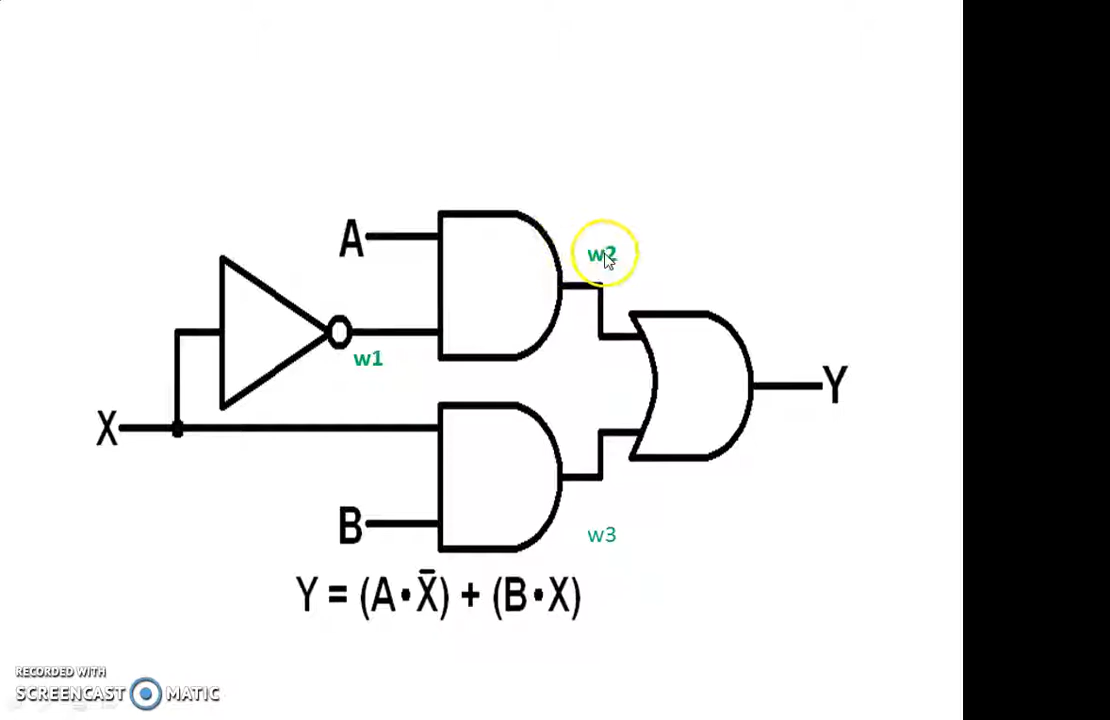 A
w2
w1
Y
X
B
w3
Y = (A•X̄) + (B•X)
RECORDED WITH
SCREENCAST MATIC